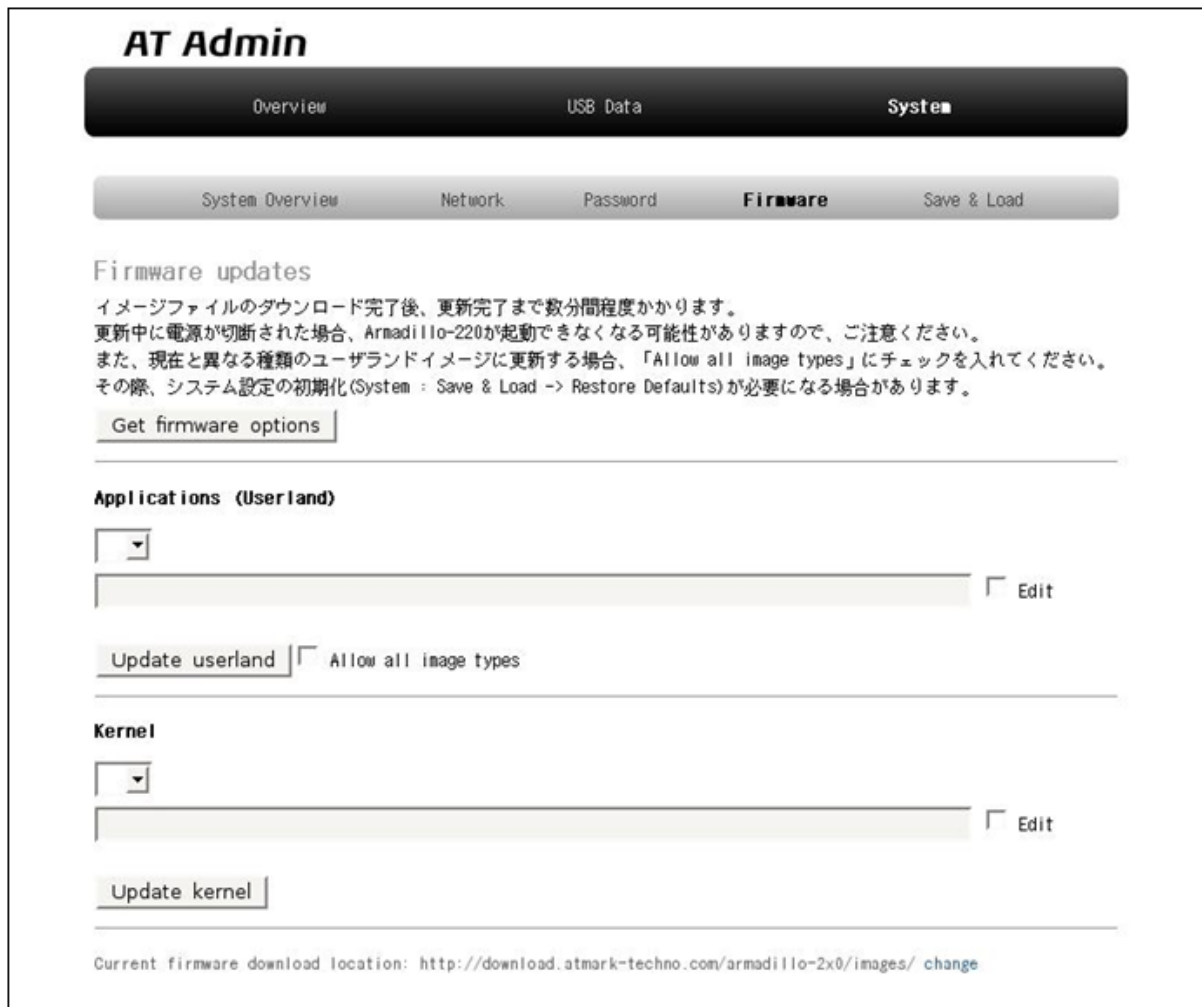 AT Admin
Overview USB Data System
System Overview Network Password Firmware Save & Load
Firmware updates
イメージファイルのダウンロード完了後、更新完了まで数分間程度かかります。
更新中に電源が切断された場合、Armadillo-220が起動できなくなる可能性がありますので、ご注意ください。
また、現在と異なる種類のユーザランドイメージに更新する場合、「Allow all image types」にチェックを入れてください。
その際、システム設定の初期化(System : Save & Load -> Restore Defaults)が必要になる場合があります。
Get firmware options
Applications (Userland)
Edit
Update userland Allow all image types
Kernel
Edit
Update kernel
Current firmware download location: http://download.atmark-techno.com/armadillo-2x0/images/ change